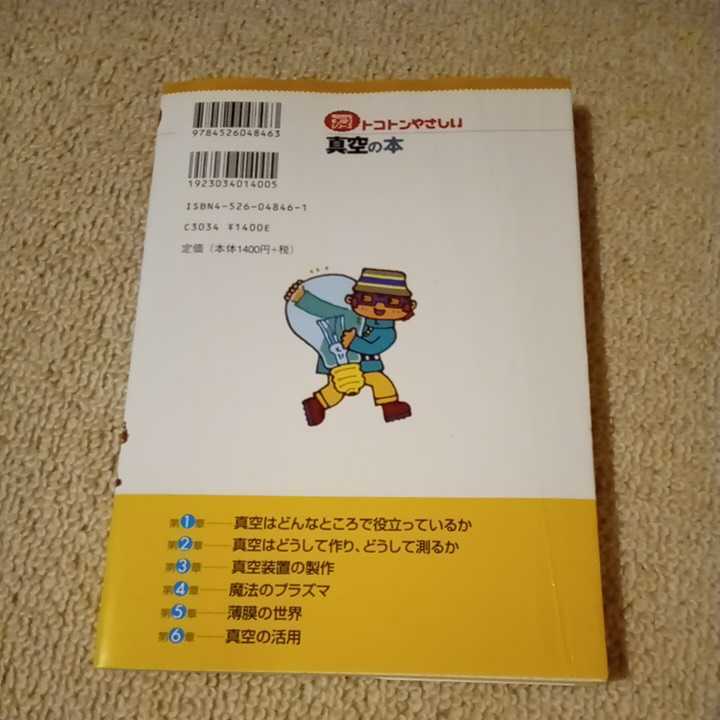 9784526048463
1923034014005
ISBN4-526-04846-1
C3034 ¥1400E
定価（本体1400円+税）
トコトンやさしい
真空の本
第1章 真空はどんなところで役立っているか
第2章 真空はどうして作り、どうして測るか
第3章 真空装置の製作
第4章 魔法のプラズマ
第5章 薄膜の世界
第6章 真空の活用